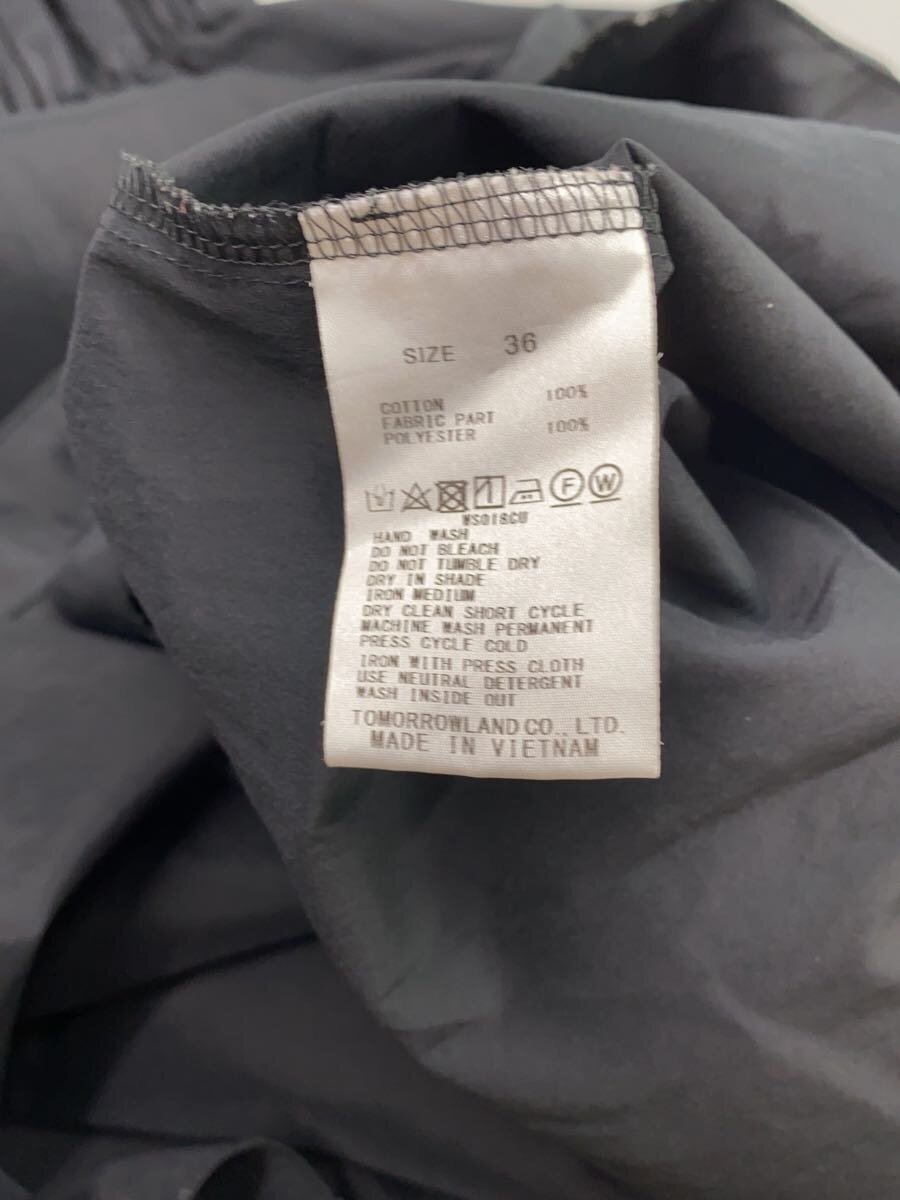 SIZE 36
COTTON 100%
FABRIC PART
POLYESTER 100%
F W
WS018CU
HAND WASH
DO NOT BLEACH
DO NOT TUMBLE DRY
DRY IN SHADE
IRON MEDIUM
DRY CLEAN SHORT CYCLE
MACHINE WASH PERMANENT
PRESS CYCLE COLD
IRON WITH PRESS CLOTH
USE NEUTRAL DETERGENT
WASH INSIDE OUT
TOMORROWLAND CO., LTD.
MADE IN VIETNAM